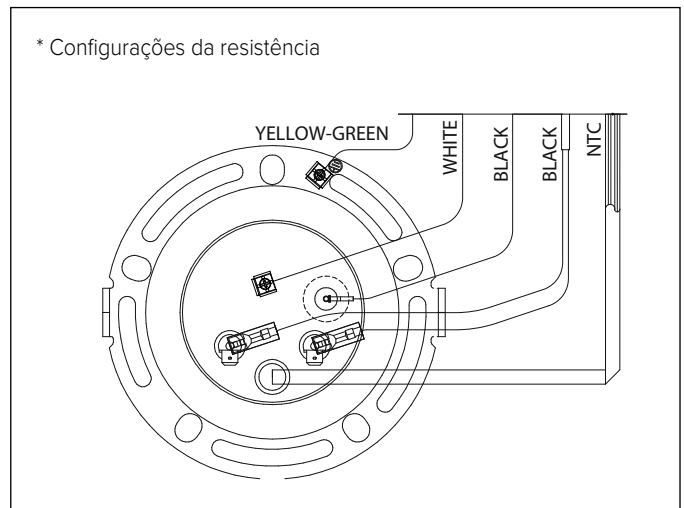 * Configurações da resistência
YELLOW-GREEN
WHITE
BLACK
BLACK
NTC